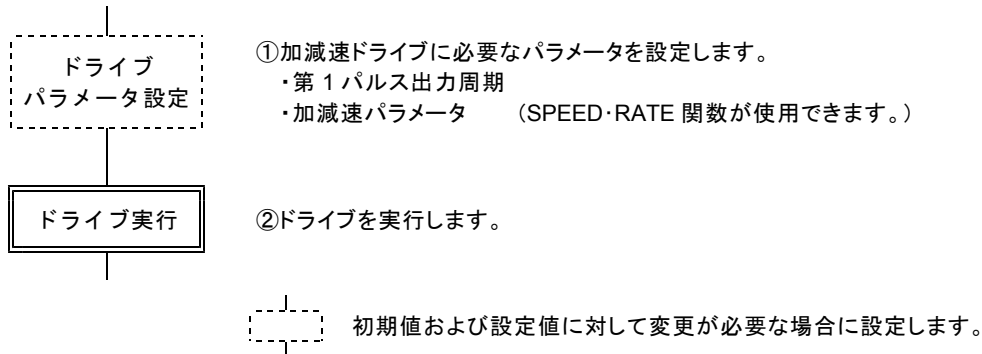 ドライブ
パラメータ設定
①加減速ドライブに必要なパラメータを設定します。
・第 1 パルス出力周期
・加減速パラメータ （SPEED･RATE 関数が使用できます。）
ドライブ実行
②ドライブを実行します。
初期値および設定値に対して変更が必要な場合に設定します。